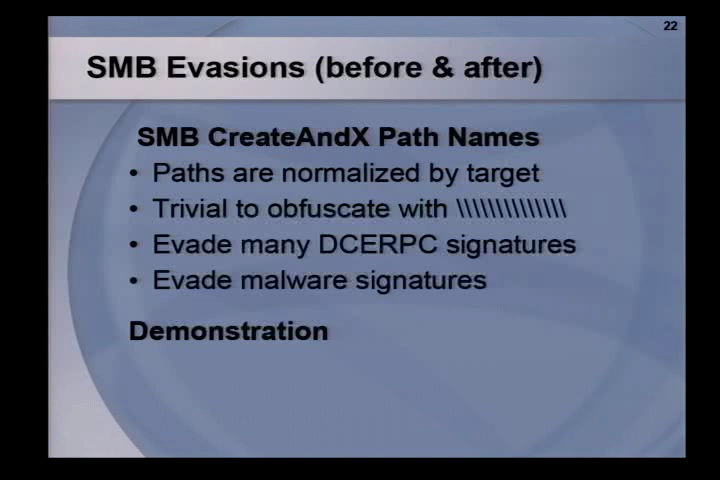 22
SMB Evasions (before & after)
SMB CreateAndX Path Names
• Paths are normalized by target
• Trivial to obfuscate with \\\\\\\\\\\\\\
• Evade many DCERPC signatures
• Evade malware signatures
Demonstration